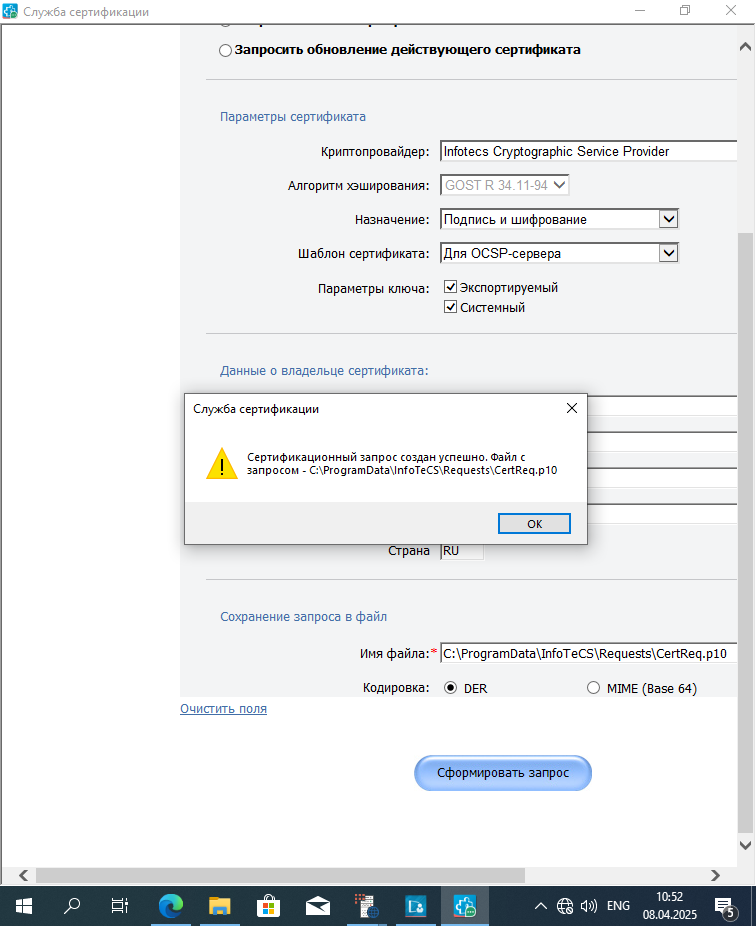 Служба сертификации
Запросить обновление действующего сертификата
Параметры сертификата
Криптопровайдер: Infotecs Cryptographic Service Provider
Алгоритм хэширования: GOST R 34.11-94
Назначение: Подпись и шифрование
Шаблон сертификата: Для OCSP-сервера
Параметры ключа: Экспортируемый
Системный
Данные о владельце сертификата:
Служба сертификации
Сертификационный запрос создан успешно. Файл с
запросом - C:\ProgramData\InfoTeCS\Requests\CertReq.p10
OK
Страна RU
Сохранение запроса в файл
Имя файла:* C:\ProgramData\InfoTeCS\Requests\CertReq.p10
Кодировка: DER MIME (Base 64)
Очистить поля
Сформировать запрос
ENG
10:52
08.04.2025
5